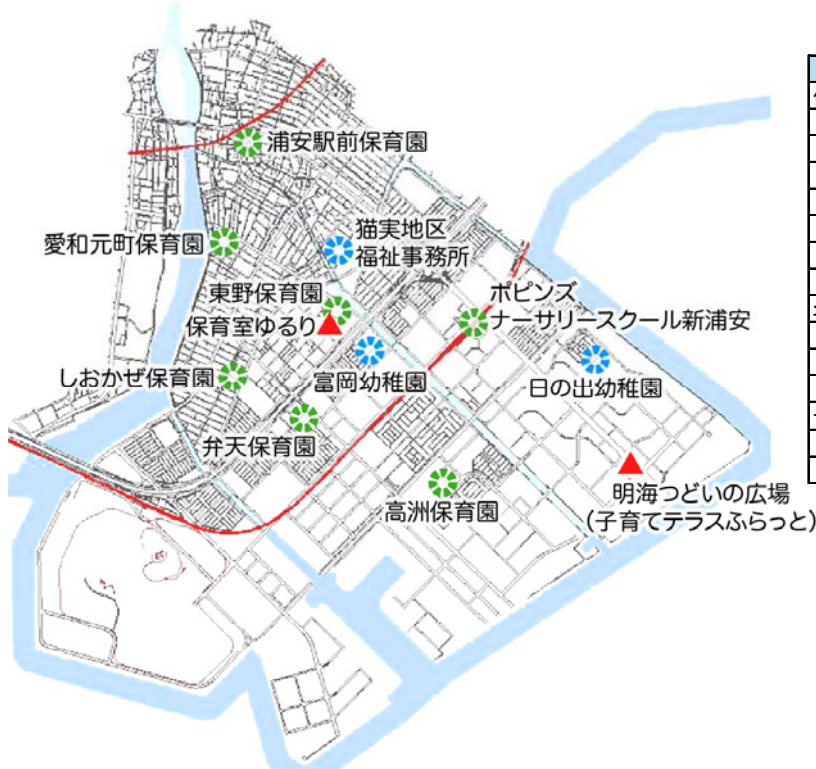 浦安駅前保育園
猫実地区
福祉事務所
愛和元町保育園
東野保育園
保育室ゆるり
ポピンズ
ナーサリースクール新浦安
しおかぜ保育園
富岡幼稚園
日の出幼稚園
弁天保育園
高洲保育園
明海つどいの広場
(子育てテラスふらっと)